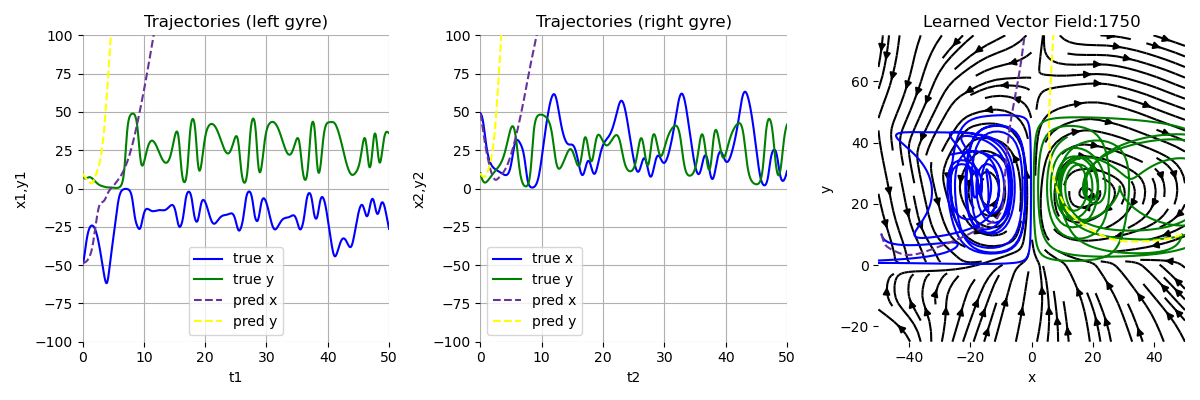 Trajectories (left gyre)
100
75
50
25
0
−25
−50
−75
−100
x1,y1
0
10
20
30
40
50
t1
true x
true y
pred x
pred y
Trajectories (right gyre)
100
75
50
25
0
−25
−50
−75
−100
x2,y2
0
10
20
30
40
50
t2
true x
true y
pred x
pred y
Learned Vector Field:1750
60
40
20
0
−20
y
−40
−20
0
20
40
x